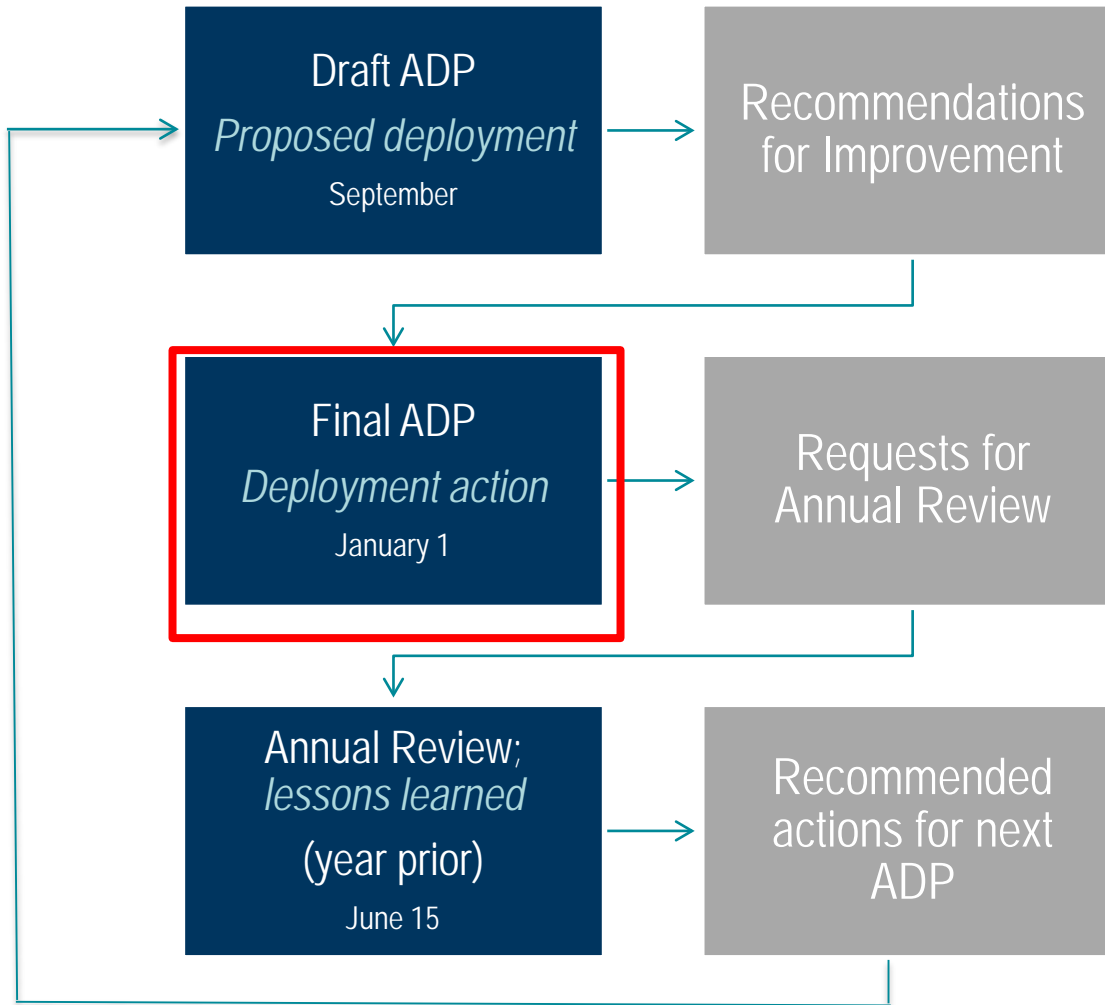 Draft ADP
Proposed deployment
September
Recommendations
for Improvement
Final ADP
Deployment action
January 1
Requests for
Annual Review
Annual Review;
lessons learned
(year prior)
June 15
Recommended
actions for next
ADP